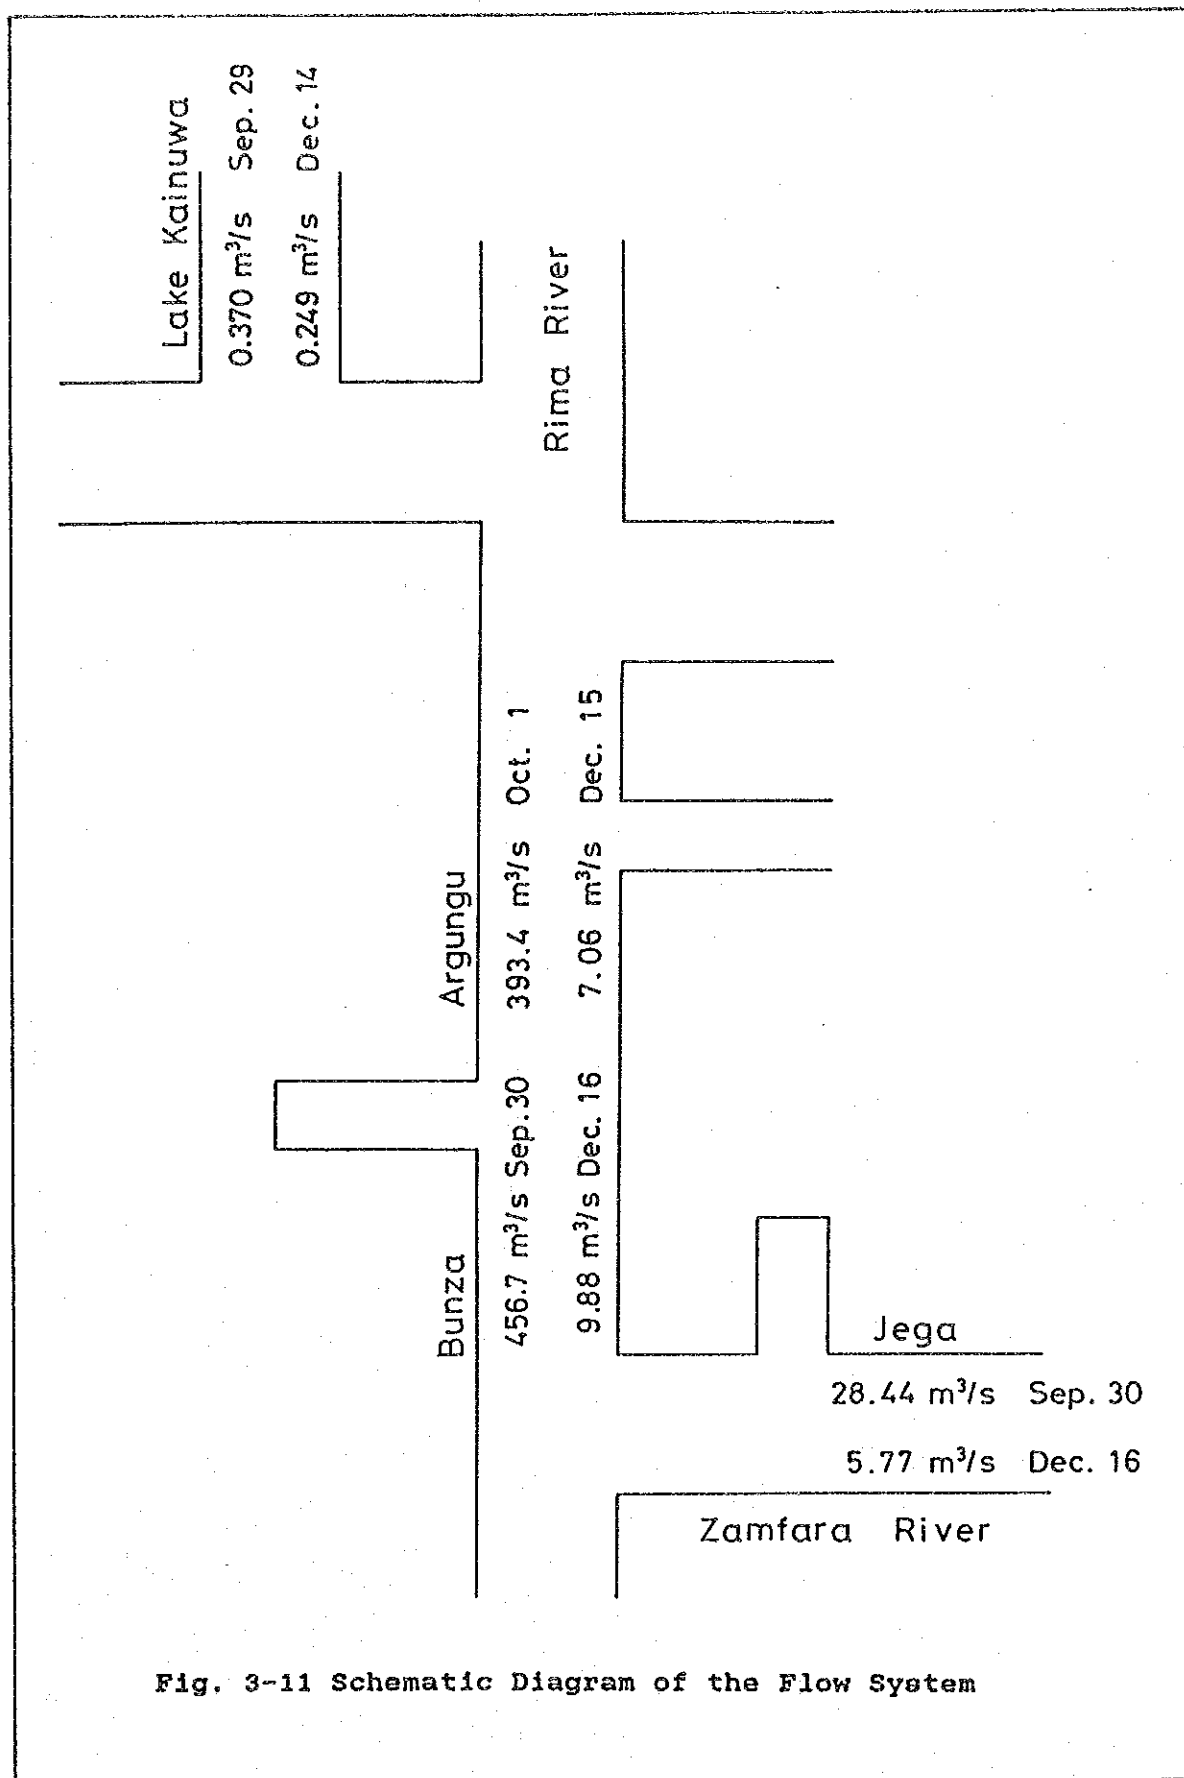 Lake Kainuwa
0.370 m³/s Sep. 29
0.249 m³/s Dec. 14
Rima River
Argungu
393.4 m³/s Oct. 1
7.06 m³/s Dec. 15
Bunza
456.7 m³/s Sep.30
9.88 m³/s Dec. 16
Jega
28.44 m³/s Sep. 30
5.77 m³/s Dec. 16
Zamfara River
Fig. 3-11 Schematic Diagram of the Flow System